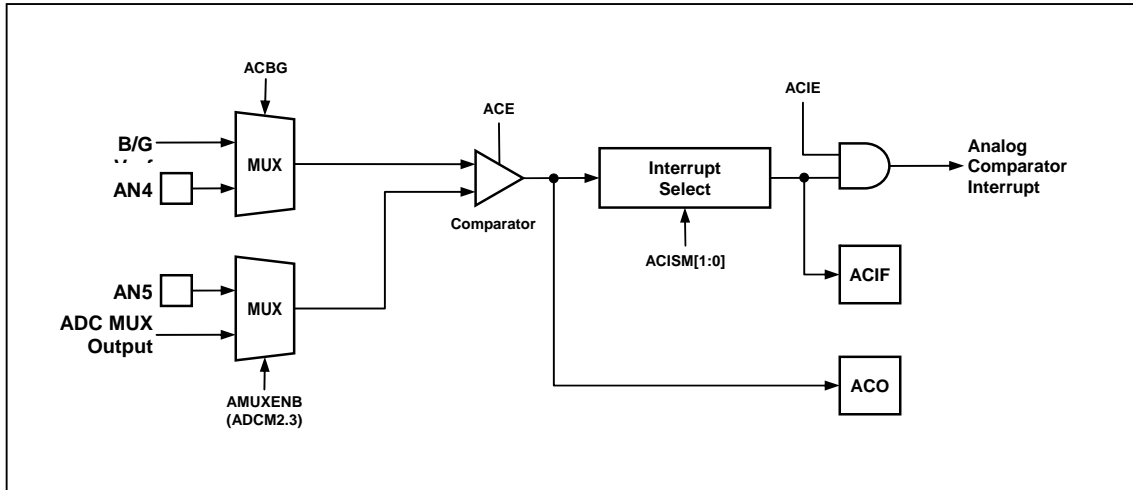 ACBG
B/G
AN4
MUX
ACE
Comparator
Interrupt
Select
ACISM[1:0]
ACIE
Analog
Comparator
Interrupt
ACIF
AN5
ADC MUX
Output
MUX
AMUXENB
(ADCM2.3)
ACO